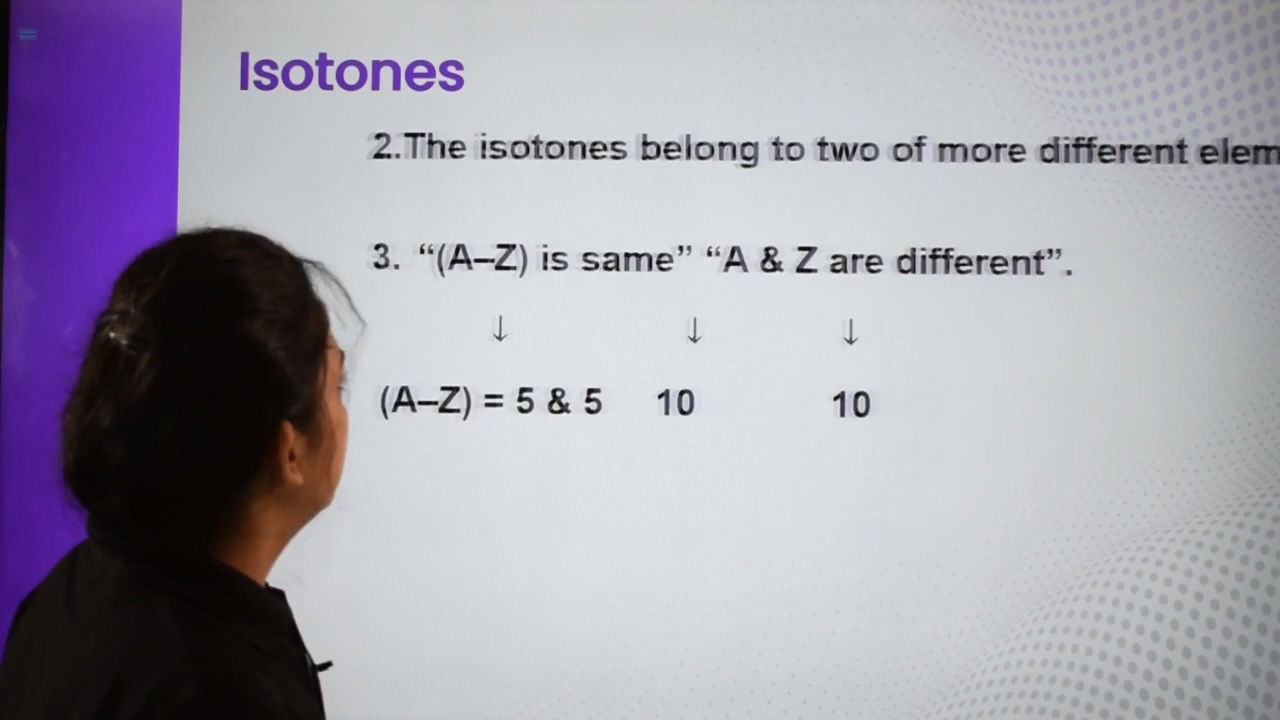 Isotones
2.The isotones belong to two of more different elem
3. “(A–Z) is same” “A & Z are different”.
↓ ↓ ↓
(A–Z) = 5 & 5 10 10